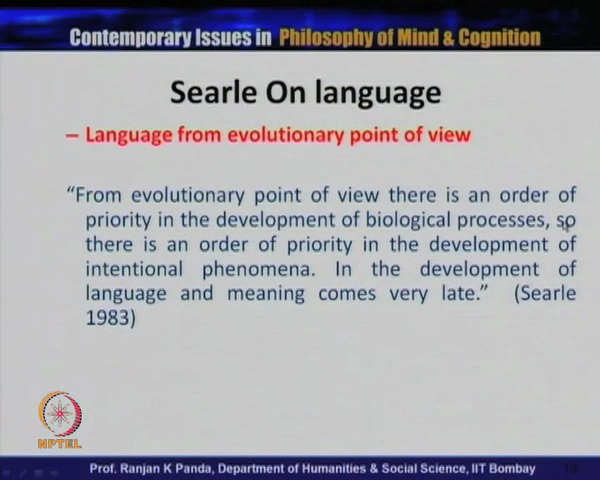 Contemporary Issues in Philosophy of Mind & Cognition
Searle On language
– Language from evolutionary point of view
“From evolutionary point of view there is an order of
priority in the development of biological processes, so
there is an order of priority in the development of
intentional phenomena. In the development of
language and meaning comes very late.” (Searle
1983)
NPTEL
Prof. Ranjan K Panda, Department of Humanities & Social Science, IIT Bombay
10